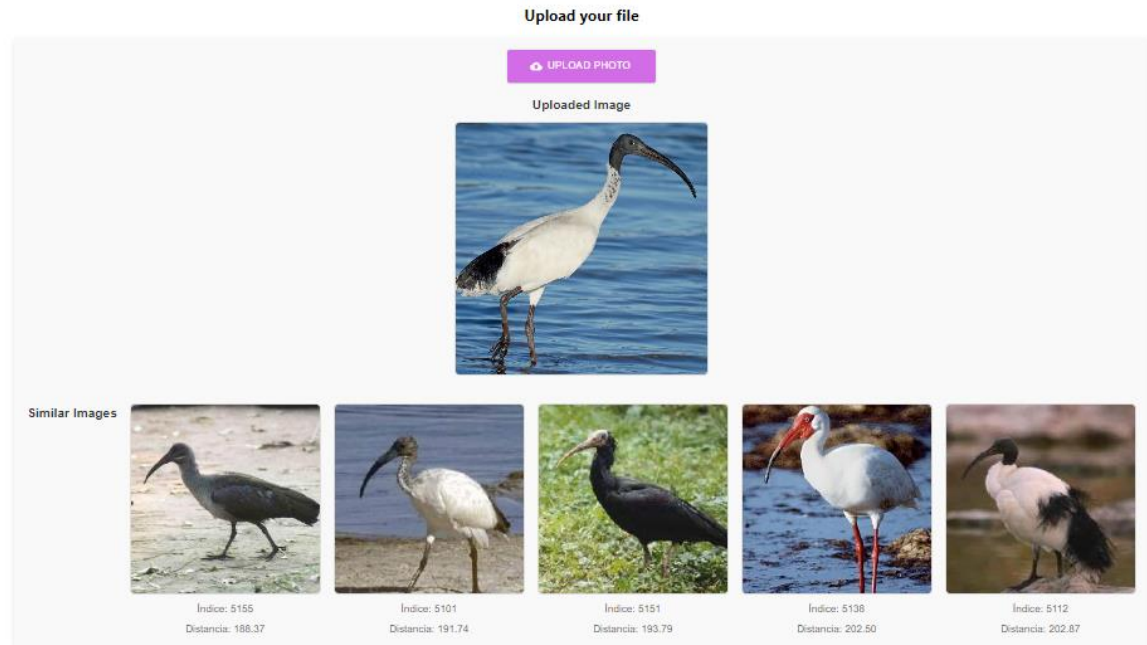 Upload your file
UPLOAD PHOTO
Uploaded Image
Similar Images
Índice: 5155
Distancia: 188.37
Índice: 5101
Distancia: 191.74
Índice: 5151
Distancia: 193.79
Índice: 5138
Distancia: 202.50
Índice: 5112
Distancia: 202.87